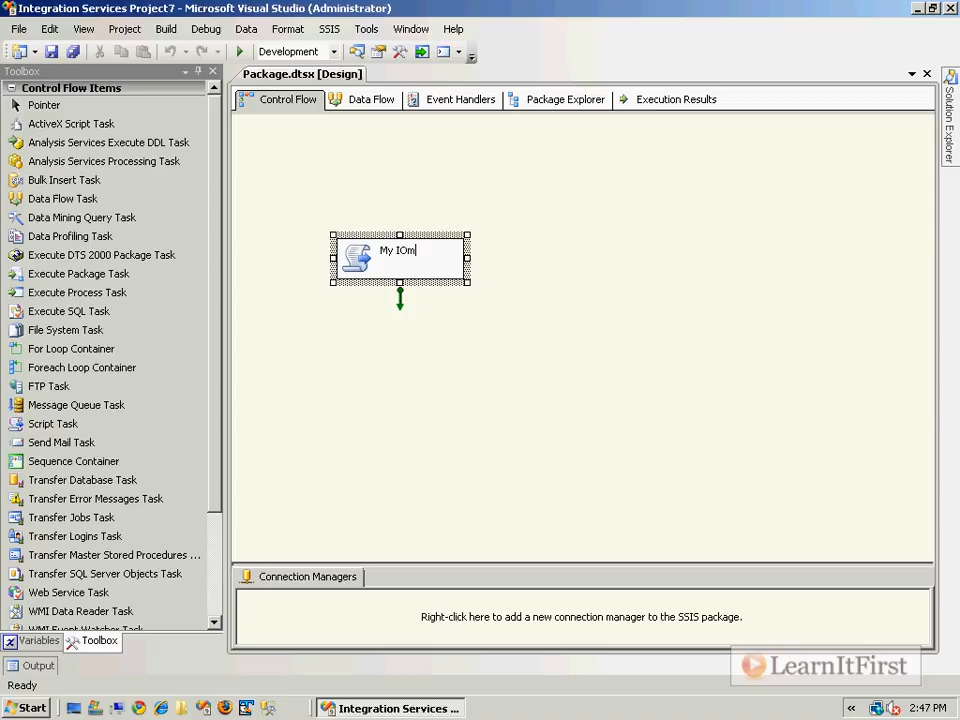 Integration Services Project7 - Microsoft Visual Studio (Administrator)
File Edit View Project Build Debug Data Format SSIS Tools Window Help
Development
Toolbox
Package.dtsx [Design]
Control Flow Items
Control Flow Data Flow Event Handlers Package Explorer Execution Results
Solution Explorer
Pointer
ActiveX Script Task
Analysis Services Execute DDL Task
Analysis Services Processing Task
Bulk Insert Task
Data Flow Task
Data Mining Query Task
Data Profiling Task
Execute DTS 2000 Package Task
Execute Package Task
Execute Process Task
Execute SQL Task
File System Task
For Loop Container
Foreach Loop Container
FTP Task
Message Queue Task
Script Task
Send Mail Task
Sequence Container
Transfer Database Task
Transfer Error Messages Task
Transfer Jobs Task
Transfer Logins Task
Transfer Master Stored Procedures ...
Transfer SQL Server Objects Task
Web Service Task
WMI Data Reader Task
WMI Event Watcher Task
My IOm
Connection Managers
Right-click here to add a new connection manager to the SSIS package.
Variables Toolbox
Output
Ready
LearnItFirst
Start
Integration Services ...
2:47 PM